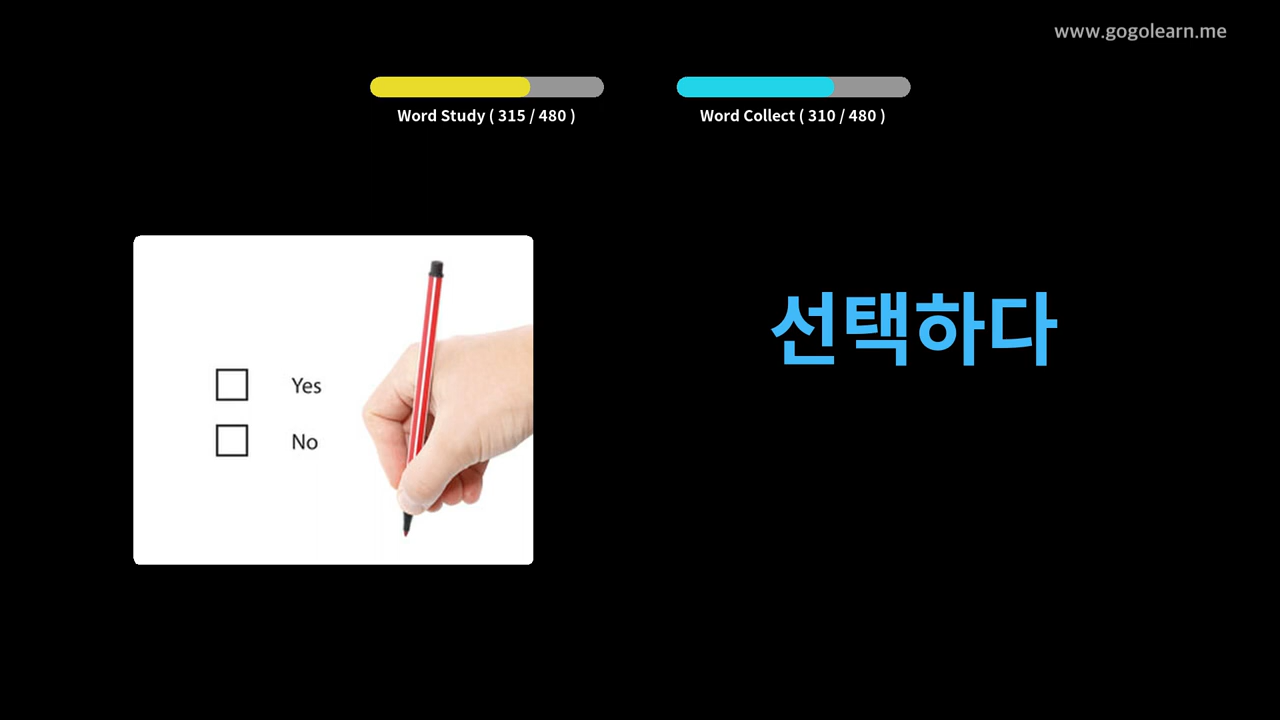 www.gogolearn.me
Word Study ( 315 / 480 )
Word Collect ( 310 / 480 )
선택하다
Yes
No